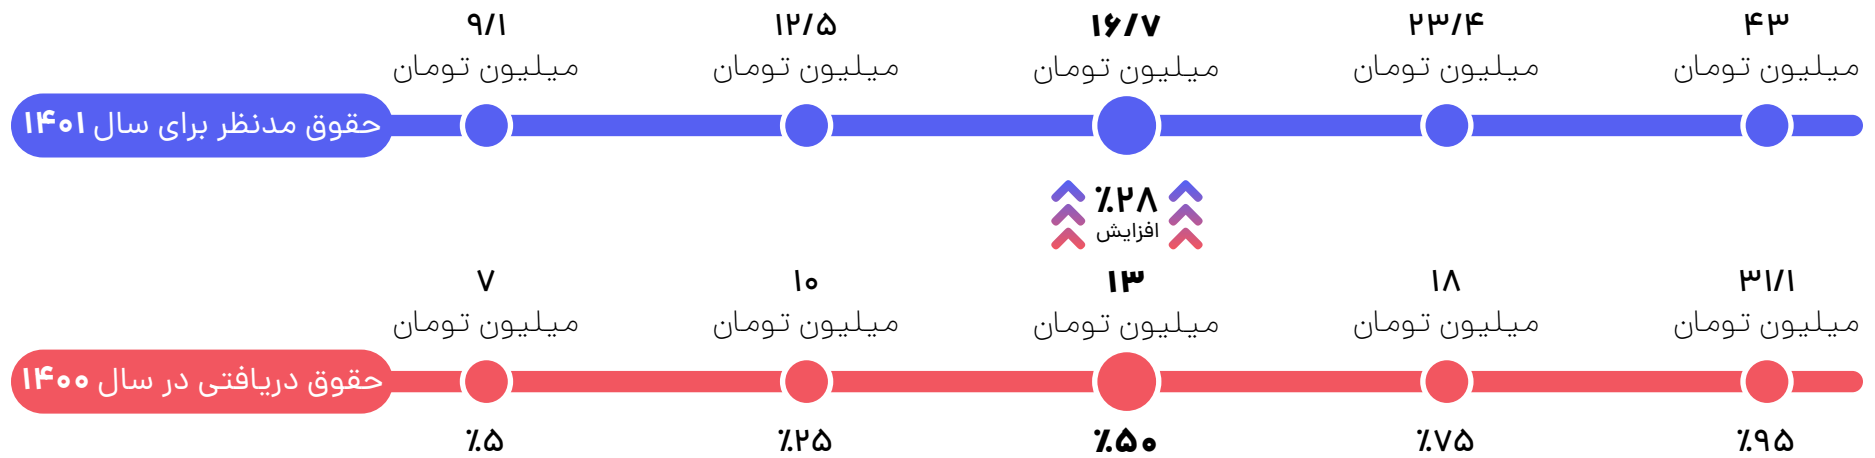 ۹/۱
میلیون تومان
۱۲/۵
میلیون تومان
۱۶/۷
میلیون تومان
۲۳/۴
میلیون تومان
۴۳
میلیون تومان
حقوق مدنظر برای سال ۱۴۰۱
٪۲۸
افزایش
۷
میلیون تومان
۱۰
میلیون تومان
۱۳
میلیون تومان
۱۸
میلیون تومان
۳۱/۱
میلیون تومان
حقوق دریافتی در سال ۱۴۰۰
٪۵
٪۲۵
٪۵۰
٪۷۵
٪۹۵